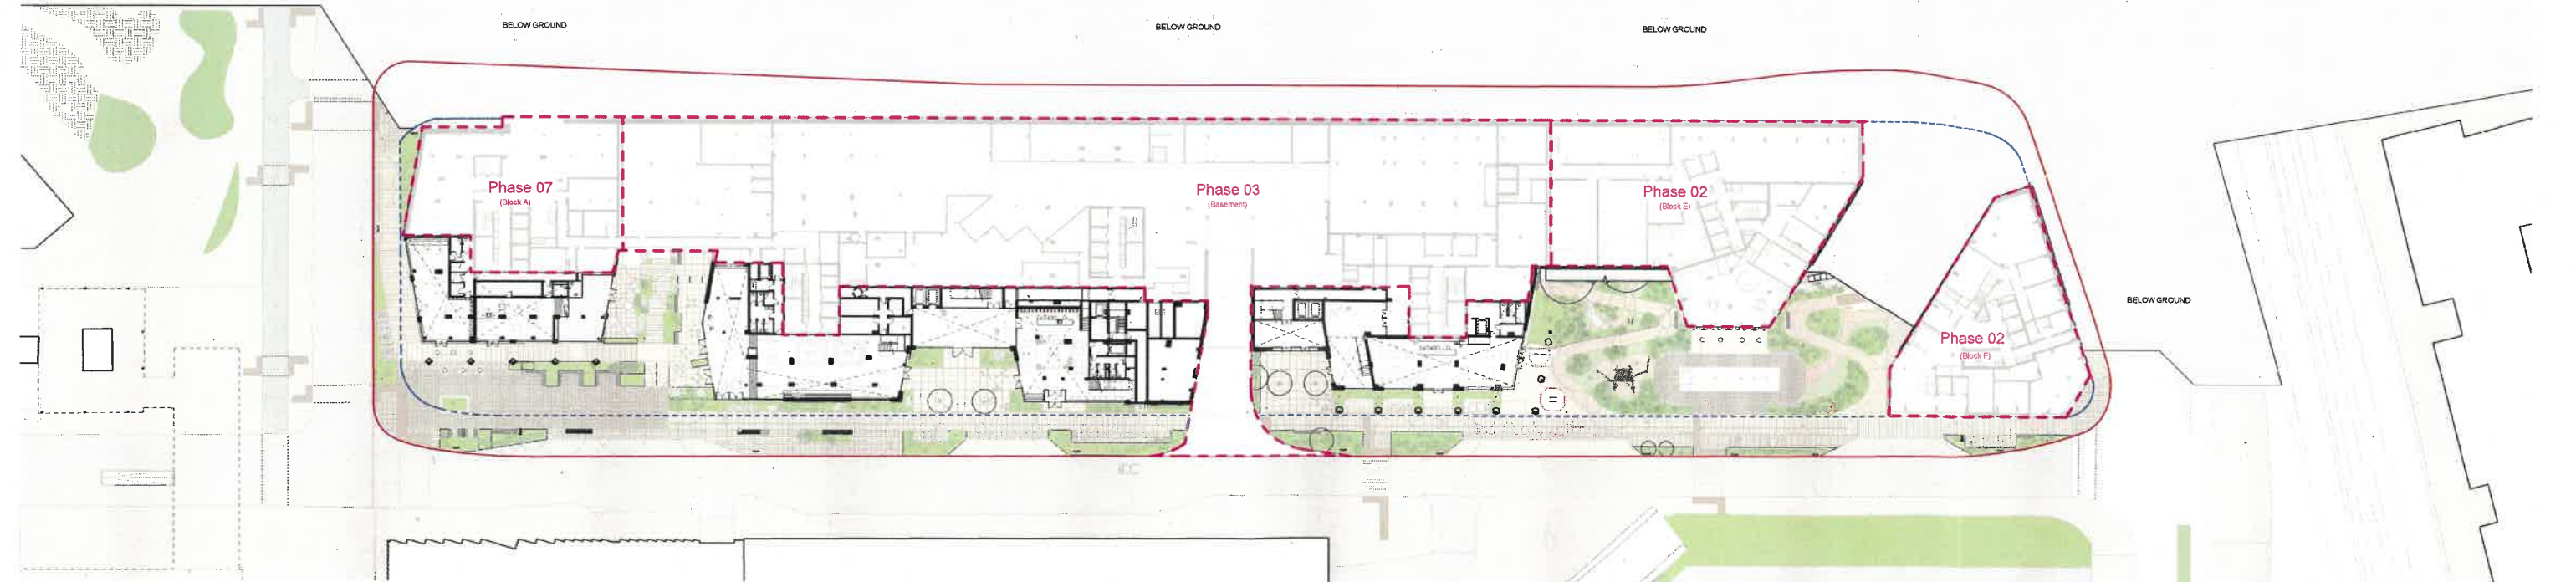 BELOW GROUND
BELOW GROUND
BELOW GROUND
Phase 07
(Block A)
Phase 03
(Basement)
Phase 02
(Block E)
BELOW GROUND
Phase 02
(Block F)